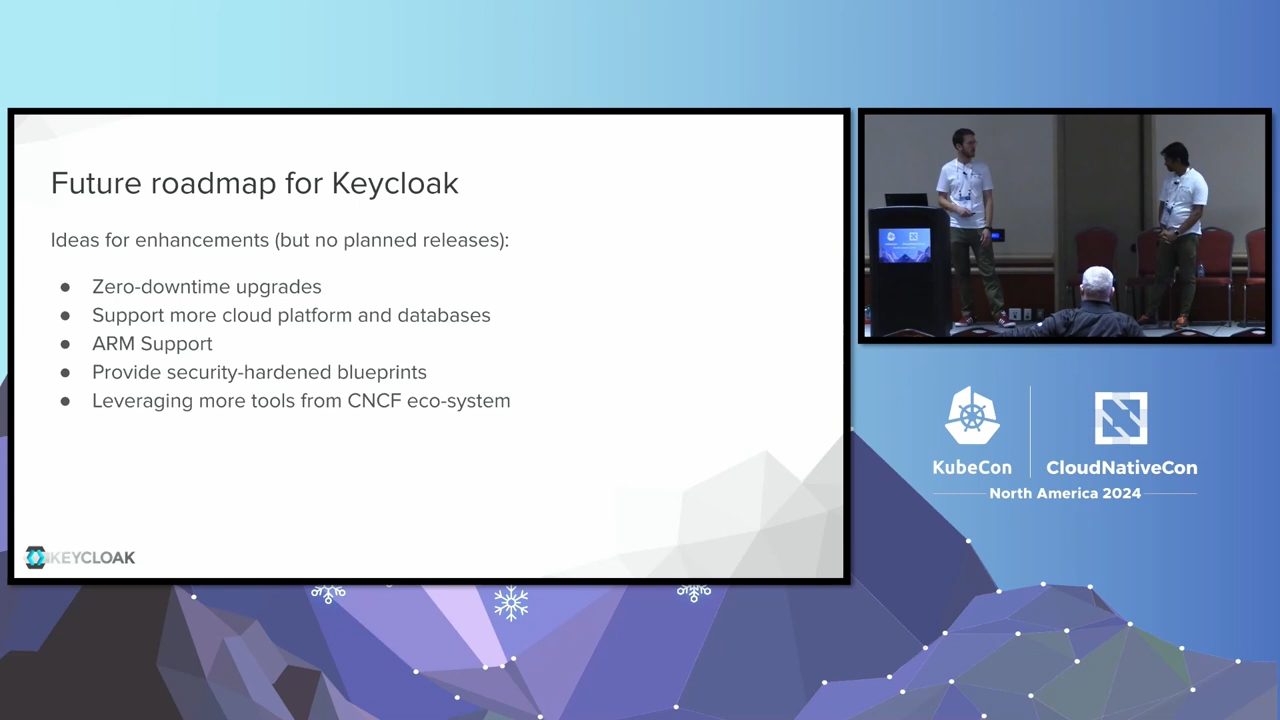 Future roadmap for Keycloak
Ideas for enhancements (but no planned releases):
● Zero-downtime upgrades
● Support more cloud platform and databases
● ARM Support
● Provide security-hardened blueprints
● Leveraging more tools from CNCF eco-system
KEYCLOAK
KubeCon
CloudNativeCon
North America 2024